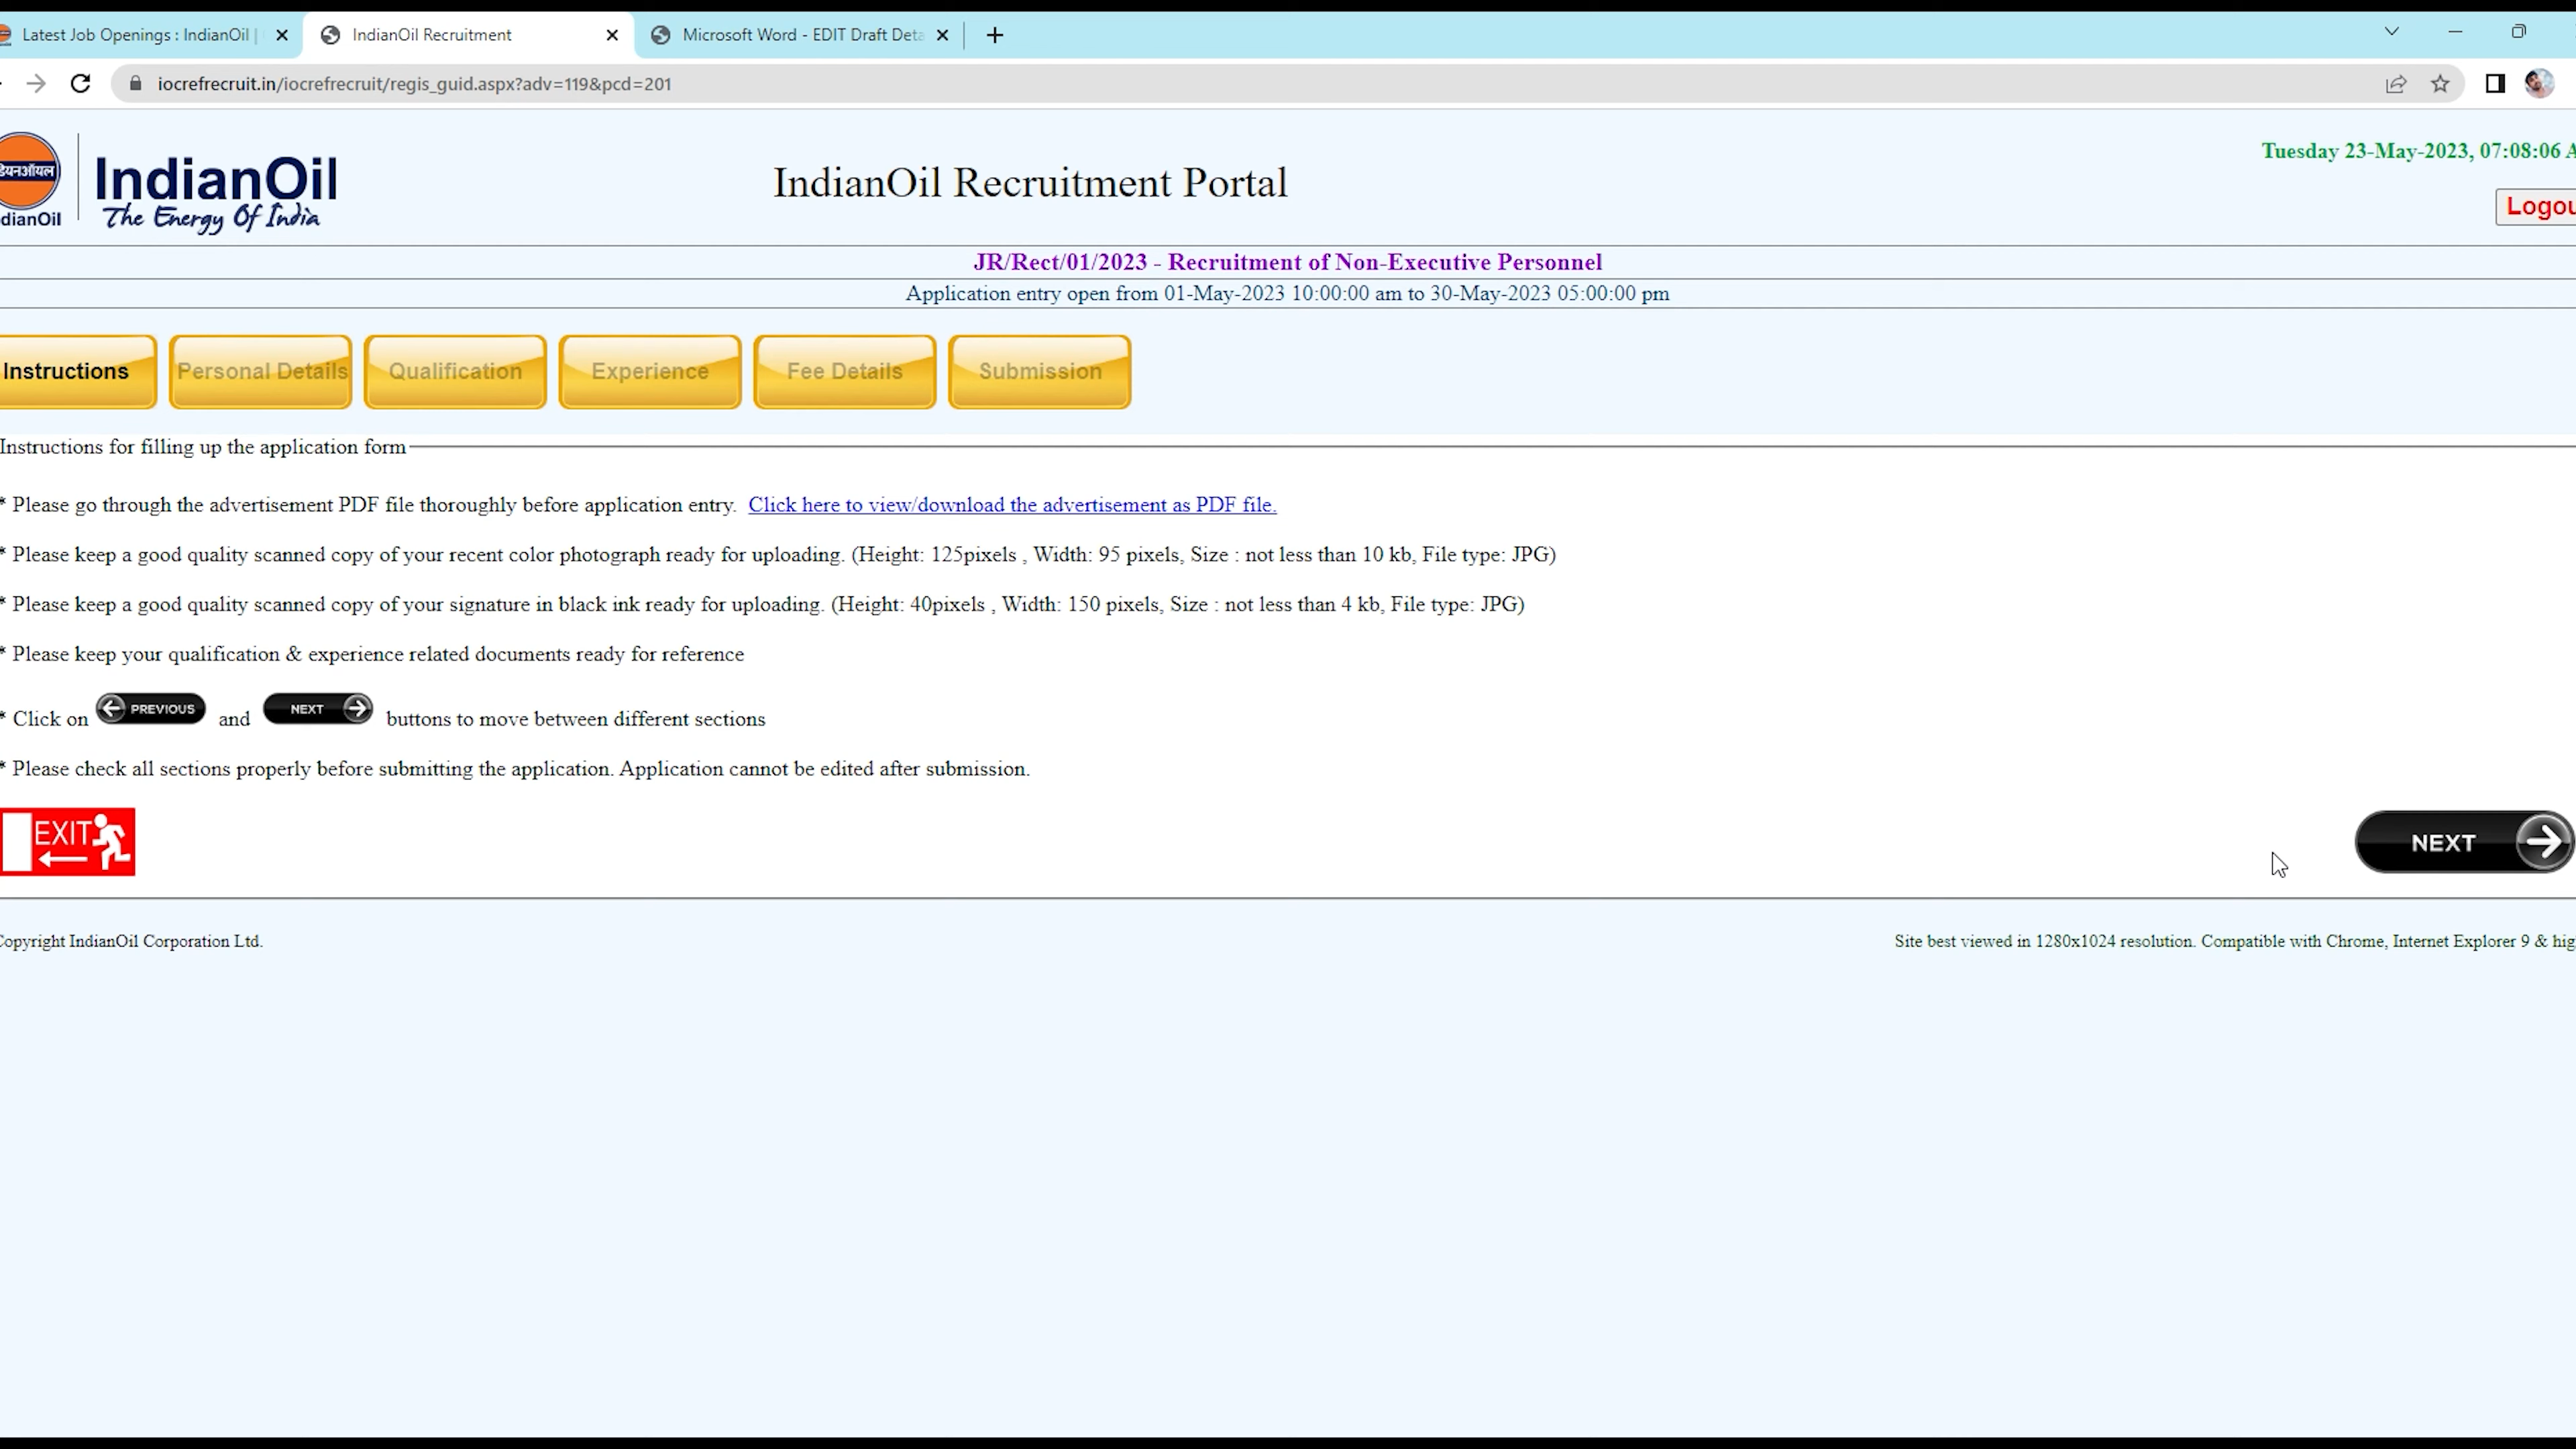 Latest Job Openings : IndianOil |
IndianOil Recruitment
Microsoft Word - EDIT Draft Deta
iocrefrecruit.in/iocrefrecruit/regis_guid.aspx?adv=119&pcd=201
IndianOil
The Energy Of India
IndianOil Recruitment Portal
Tuesday 23-May-2023, 07:08:06 A
Logou
JR/Rect/01/2023 - Recruitment of Non-Executive Personnel
Application entry open from 01-May-2023 10:00:00 am to 30-May-2023 05:00:00 pm
Instructions
Personal Details
Qualification
Experience
Fee Details
Submission
Instructions for filling up the application form
* Please go through the advertisement PDF file thoroughly before application entry. Click here to view/download the advertisement as PDF file.
* Please keep a good quality scanned copy of your recent color photograph ready for uploading. (Height: 125pixels , Width: 95 pixels, Size : not less than 10 kb, File type: JPG)
* Please keep a good quality scanned copy of your signature in black ink ready for uploading. (Height: 40pixels , Width: 150 pixels, Size : not less than 4 kb, File type: JPG)
* Please keep your qualification & experience related documents ready for reference
* Click on PREVIOUS and NEXT buttons to move between different sections
* Please check all sections properly before submitting the application. Application cannot be edited after submission.
EXIT
NEXT
Copyright IndianOil Corporation Ltd.
Site best viewed in 1280x1024 resolution. Compatible with Chrome, Internet Explorer 9 & hig